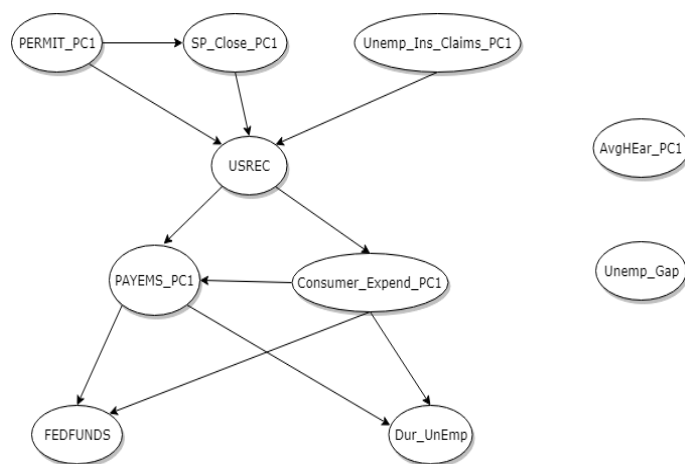 PERMIT_PC1
SP_Close_PC1
Unemp_Ins_Claims_PC1
AvgHEar_PC1
USREC
Unemp_Gap
PAYEMS_PC1
Consumer_Expend_PC1
FEDFUNDS
Dur_UnEmp